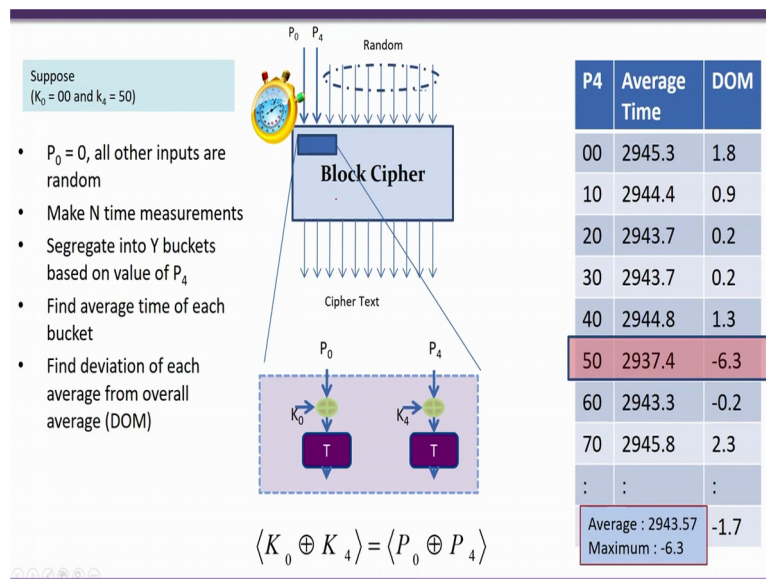 Suppose
(K0 = 00 and k4 = 50)
• P0 = 0, all other inputs are
random
• Make N time measurements
• Segregate into Y buckets
based on value of P4
• Find average time of each
bucket
• Find deviation of each
average from overall
average (DOM)
P0 P4
Random
Block Cipher
Cipher Text
P0 P4
K0 K4
T T
⟨K0 ⊕ K4⟩ = ⟨P0 ⊕ P4⟩
P4 Average Time DOM
00 2945.3 1.8
10 2944.4 0.9
20 2943.7 0.2
30 2943.7 0.2
40 2944.8 1.3
50 2937.4 -6.3
60 2943.3 -0.2
70 2945.8 2.3
: : :
-1.7
Average : 2943.57
Maximum : -6.3